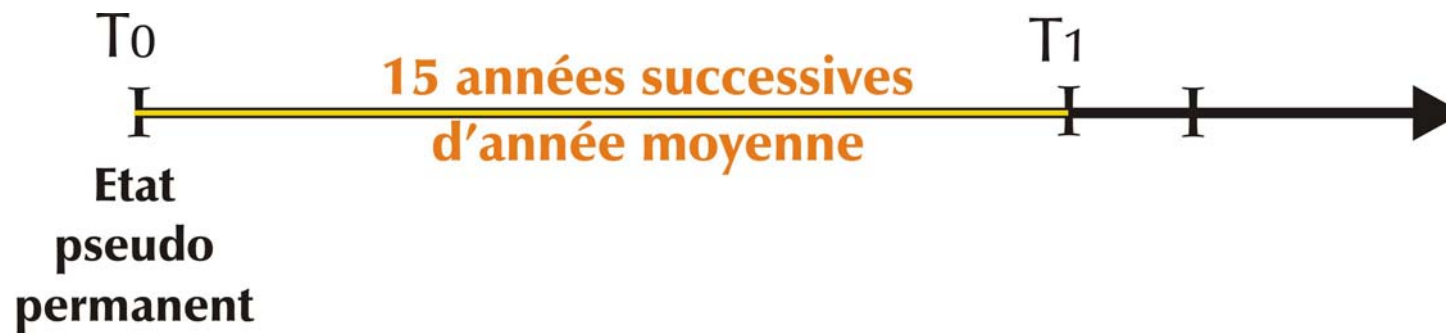 T0
T1
15 années successives
d'année moyenne
Etat
pseudo
permanent